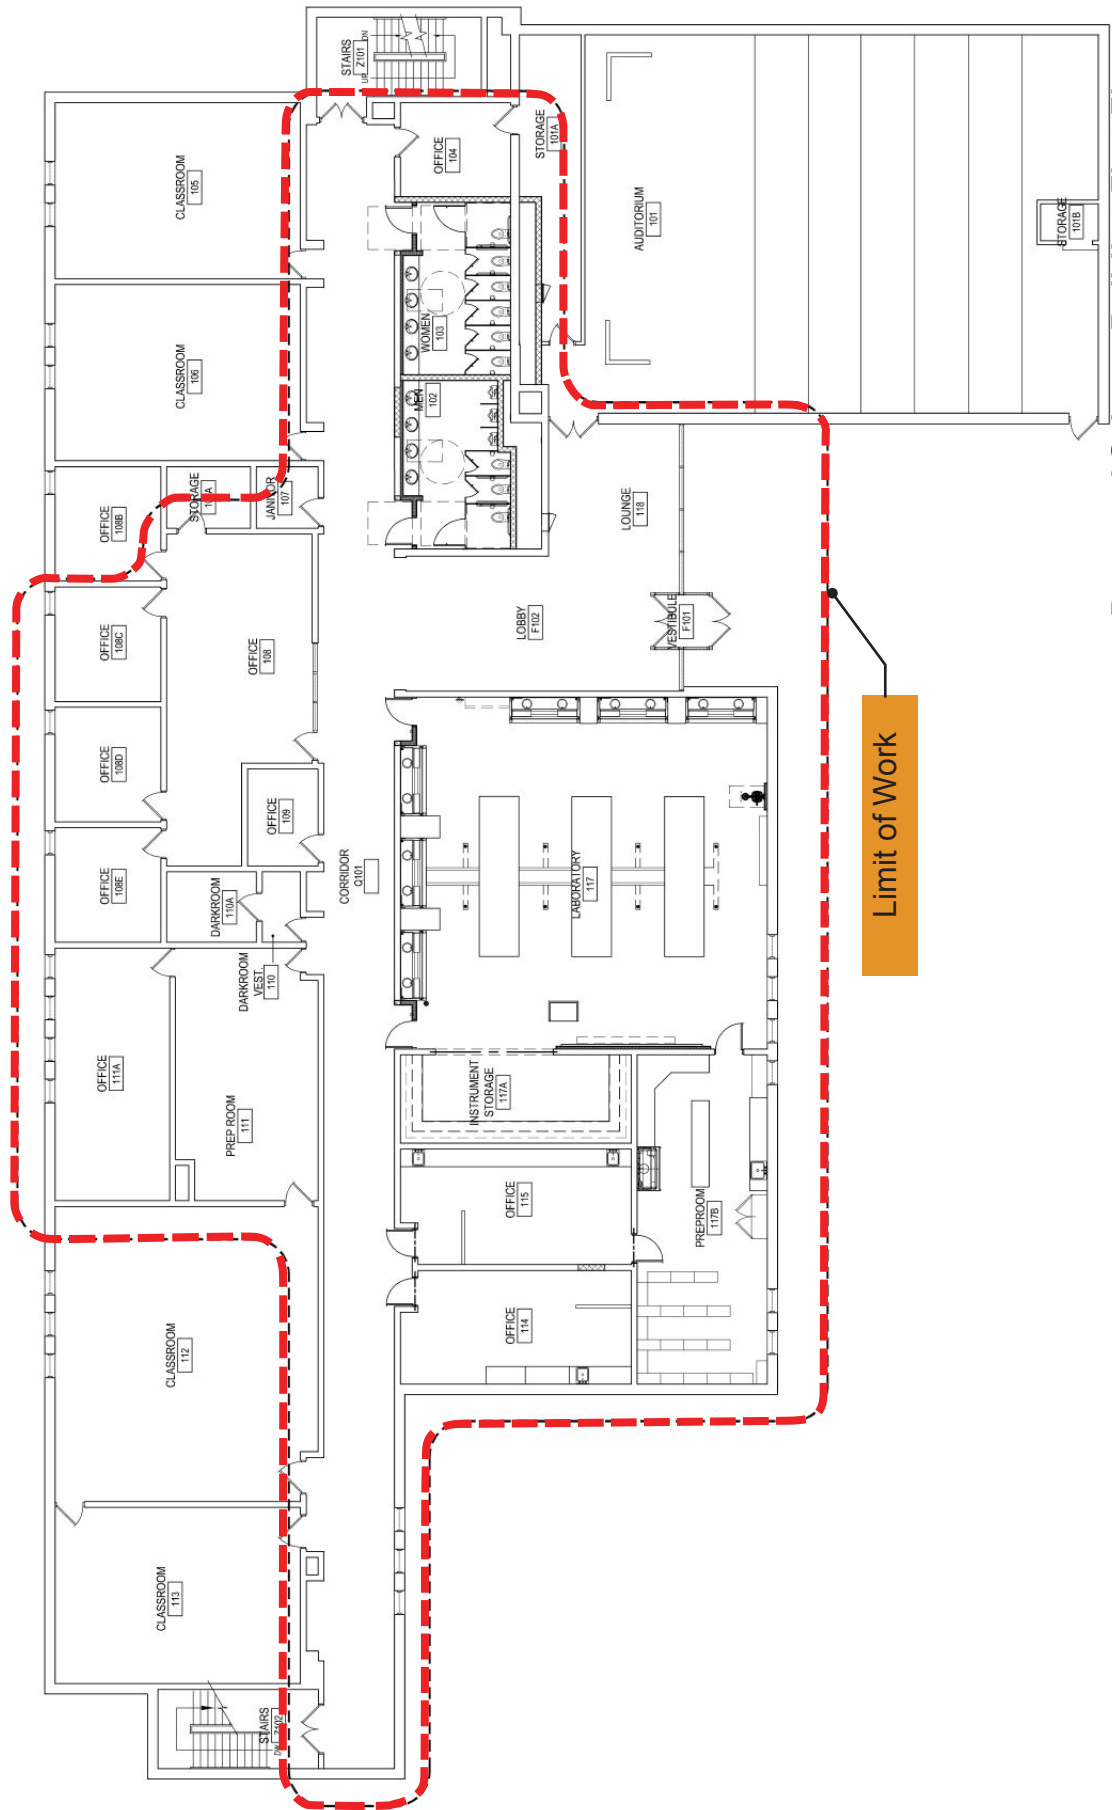 STAIRS
Z101
UP
DN
CLASSROOM
105
OFFICE
104
STORAGE
101A
AUDITORIUM
101
STORAGE
101B
CLASSROOM
106
WOMEN
103
MEN
102
OFFICE
108B
STORAGE
JANITOR
107
LOUNGE
118
OFFICE
108C
OFFICE
108
LOBBY
F102
VESTIBULE
F101
OFFICE
108D
OFFICE
109
OFFICE
108E
DARKROOM
110A
CORRIDOR
Q101
LABORATORY
117
Limit of Work
DARKROOM
VEST.
110
OFFICE
111A
PREP ROOM
111
INSTRUMENT
STORAGE
117A
OFFICE
115
PREPROOM
117B
CLASSROOM
112
OFFICE
114
CLASSROOM
113
STAIRS
Z102